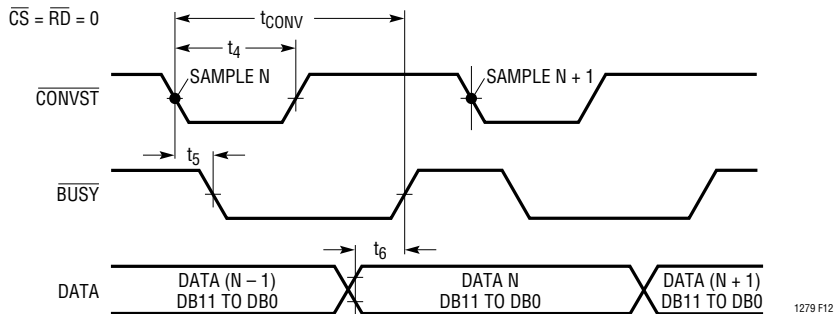 CS = RD = 0
tCONV
t4
SAMPLE N
SAMPLE N + 1
CONVST
t5
BUSY
t6
DATA
DATA (N – 1)
DB11 TO DB0
DATA N
DB11 TO DB0
DATA (N + 1)
DB11 TO DB0
1279 F12